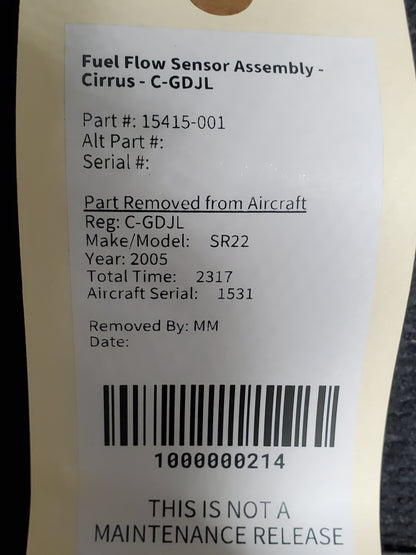 Fuel Flow Sensor Assembly -
Cirrus - C-GDJL
Part #: 15415-001
Alt Part #:
Serial #:
Part Removed from Aircraft
Reg: C-GDJL
Make/Model: SR22
Year: 2005
Total Time: 2317
Aircraft Serial: 1531
Removed By: MM
Date:
1000000214
THIS IS NOT A
MAINTENANCE RELEASE